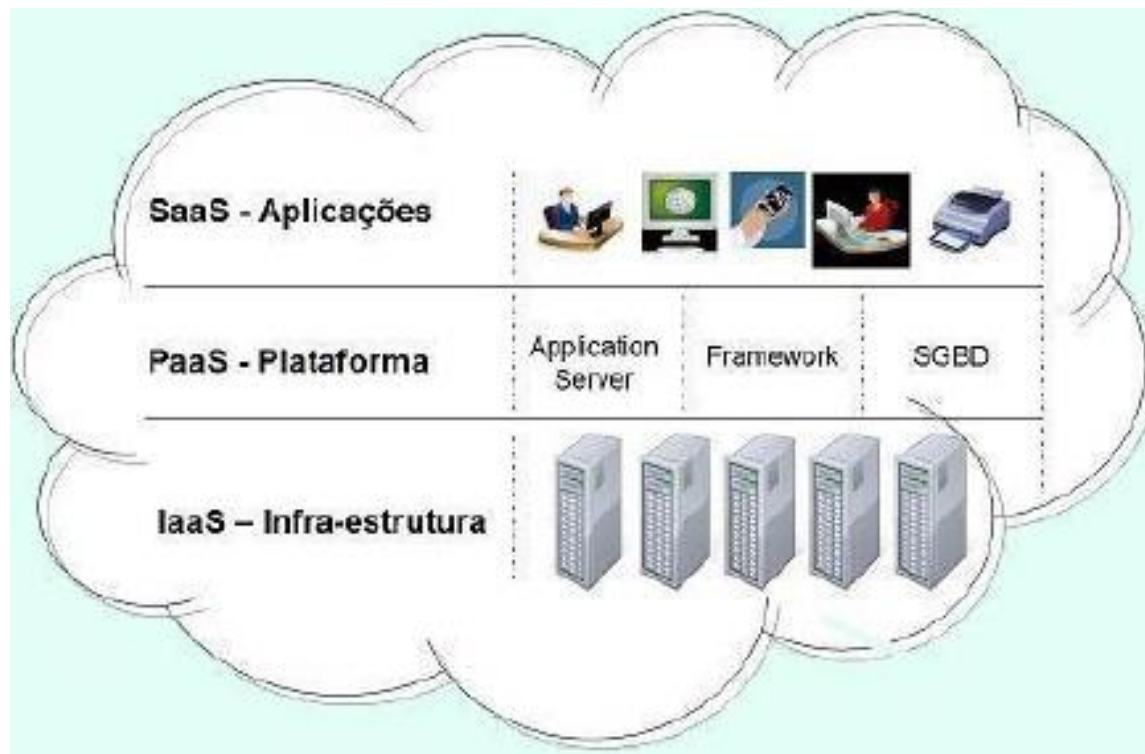 SaaS - Aplicações
PaaS - Plataforma
Application
Server
Framework
SGBD
IaaS – Infra-estrutura